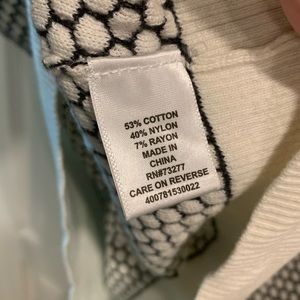 53% COTTON
40% NYLON
7% RAYON
MADE IN
CHINA
RN#73277
CARE ON REVERSE
400781530022